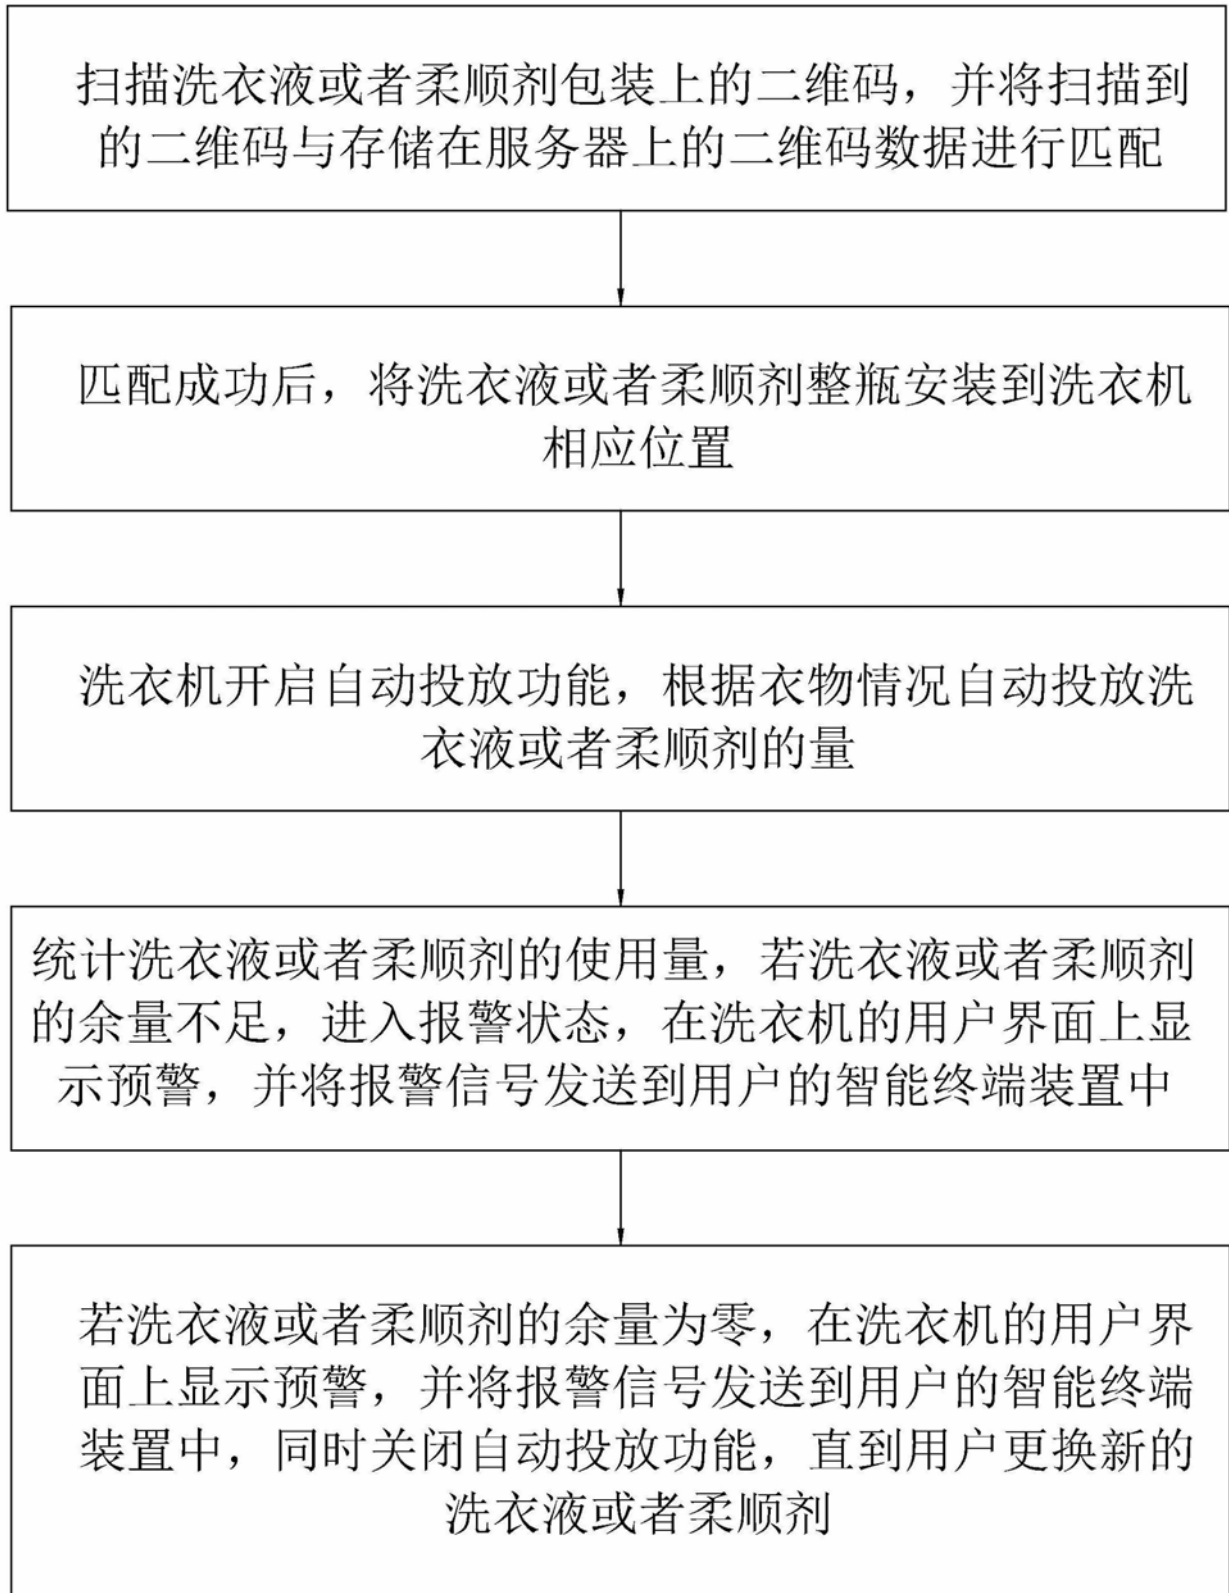 扫描洗衣液或者柔顺剂包装上的二维码，并将扫描到
的二维码与存储在服务器上的二维码数据进行匹配
匹配成功后，将洗衣液或者柔顺剂整瓶安装到洗衣机
相应位置
洗衣机开启自动投放功能，根据衣物情况自动投放洗
衣液或者柔顺剂的量
统计洗衣液或者柔顺剂的使用量，若洗衣液或者柔顺剂
的余量不足，进入报警状态，在洗衣机的用户界面上显
示预警，并将报警信号发送到用户的智能终端装置中
若洗衣液或者柔顺剂的余量为零，在洗衣机的用户界
面上显示预警，并将报警信号发送到用户的智能终端
装置中，同时关闭自动投放功能，直到用户更换新的
洗衣液或者柔顺剂